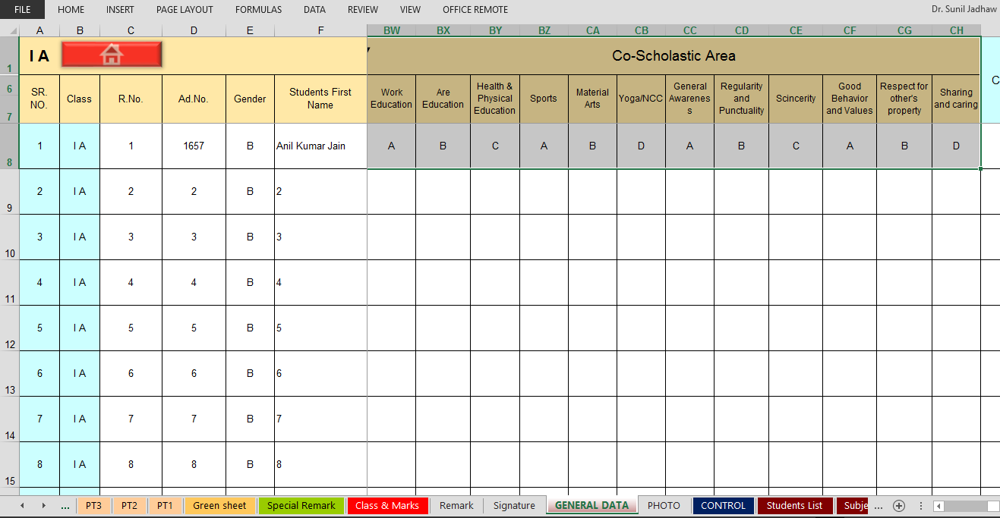 FILE HOME INSERT PAGE LAYOUT FORMULAS DATA REVIEW VIEW OFFICE REMOTE Dr. Sunil Jadhaw
A B C D E F BW BX BY BZ CA CB CC CD CE CF CG CH
1 I A Co-Scholastic Area
6 7 SR. NO. Class R.No. Ad.No. Gender Students First Name Work Education Are Education Health & Physical Education Sports Material Arts Yoga/NCC General Awarenes s Regularity and Punctuality Scincerity Good Behavior and Values Respect for other's property Sharing and caring C
8 1 I A 1 1657 B Anil Kumar Jain A B C A B D A B C A B D
9 2 I A 2 2 B 2
10 3 I A 3 3 B 3
11 4 I A 4 4 B 4
12 5 I A 5 5 B 5
13 6 I A 6 6 B 6
14 7 I A 7 7 B 7
15 8 I A 8 8 B 8
... PT3 PT2 PT1 Green sheet Special Remark Class & Marks Remark Signature GENERAL DATA PHOTO CONTROL Students List Subje ...